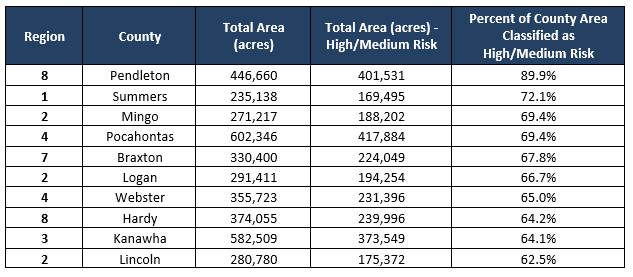 Region County Total Area (acres) Total Area (acres) - High/Medium Risk Percent of County Area Classified as High/Medium Risk
8 Pendleton 446,660 401,531 89.9%
1 Summers 235,138 169,495 72.1%
2 Mingo 271,217 188,202 69.4%
4 Pocahontas 602,346 417,884 69.4%
7 Braxton 330,400 224,049 67.8%
2 Logan 291,411 194,254 66.7%
4 Webster 355,723 231,396 65.0%
8 Hardy 374,055 239,996 64.2%
3 Kanawha 582,509 373,549 64.1%
2 Lincoln 280,780 175,372 62.5%